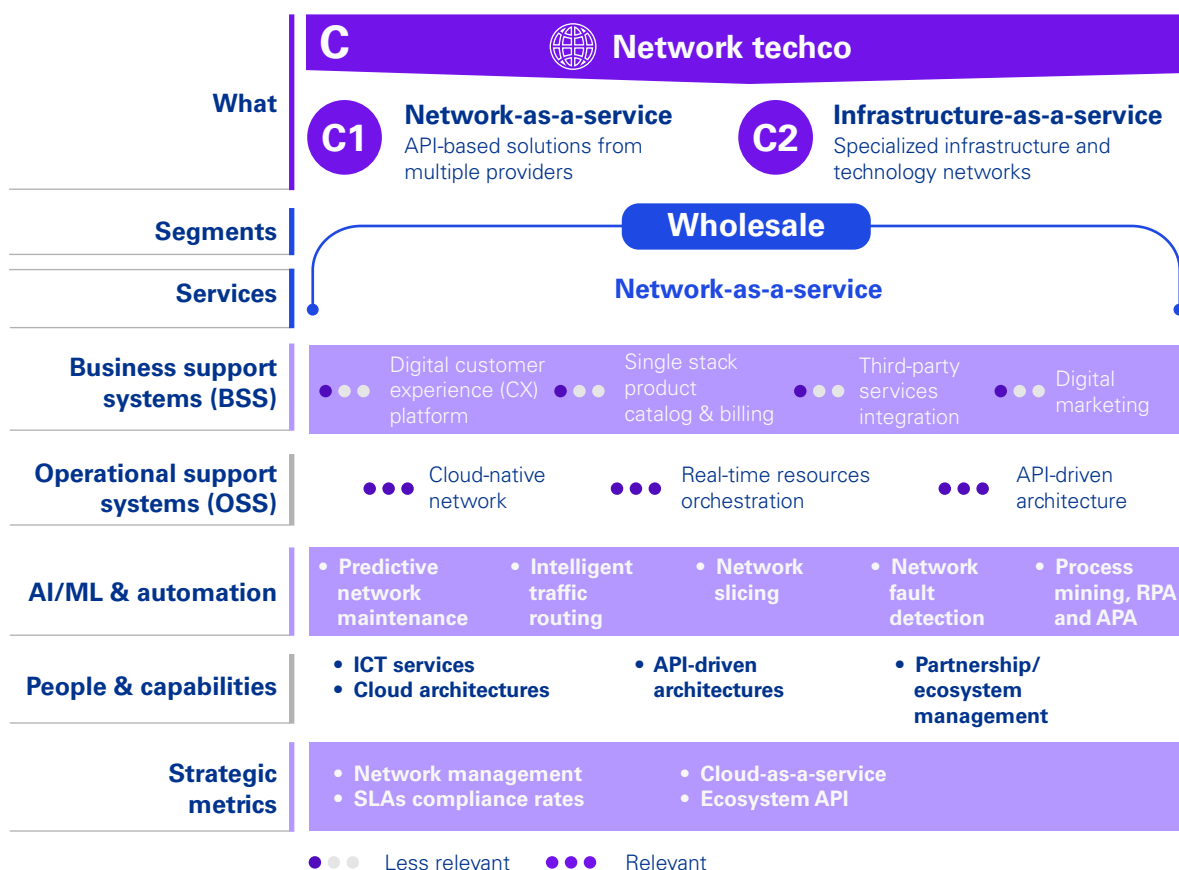 C
Network techco
What
C1
Network-as-a-service
API-based solutions from
multiple providers
C2
Infrastructure-as-a-service
Specialized infrastructure and
technology networks
Segments
Wholesale
Services
Network-as-a-service
Business support
systems (BSS)
Digital customer
experience (CX)
platform
Single stack
product
catalog & billing
Third-party
services
integration
Digital
marketing
Operational support
systems (OSS)
Cloud-native
network
Real-time resources
orchestration
API-driven
architecture
AI/ML & automation
• Predictive
network
maintenance
• Intelligent
traffic
routing
• Network
slicing
• Network
fault
detection
• Process
mining, RPA
and APA
People & capabilities
• ICT services
• Cloud architectures
• API-driven
architectures
• Partnership/
ecosystem
management
Strategic
metrics
• Network management
• SLAs compliance rates
• Cloud-as-a-service
• Ecosystem API
Less relevant
Relevant